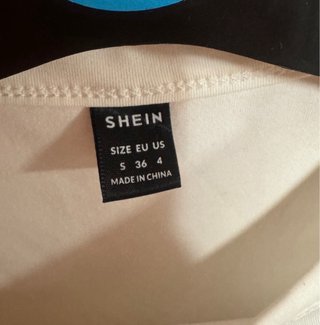 SHEIN
SIZE EU US
S 36 4
MADE IN CHINA